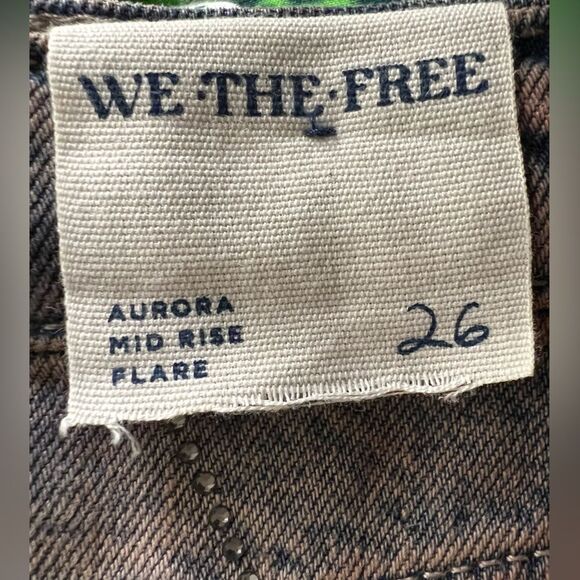 WE·THE·FREE
AURORA
MID RISE
FLARE
26